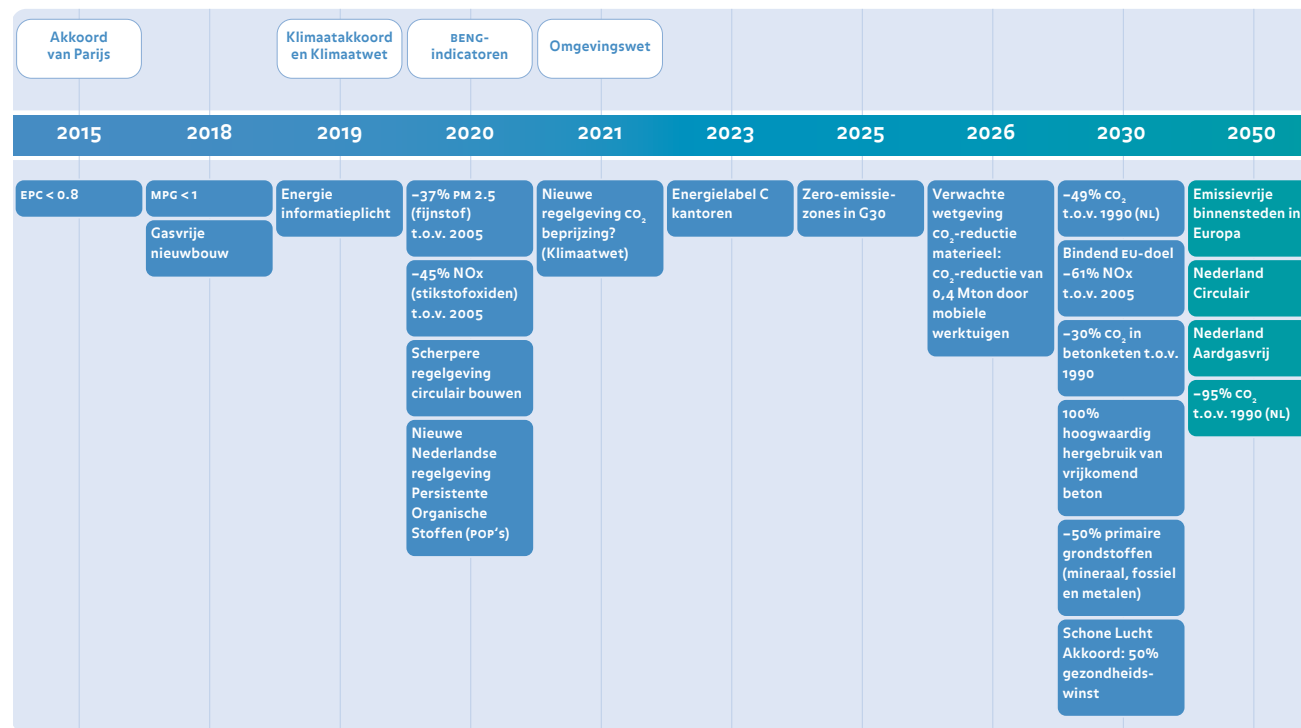 Akkoord
van Parijs
Klimaatakkoord
en Klimaatwet
BENG-
indicatoren
Omgevingswet
2015
2018
2019
2020
2021
2023
2025
2026
2030
2050
EPC < 0.8
MPG < 1
Gasvrije
nieuwbouw
Energie
informatieplicht
−37% PM 2.5
(fijnstof)
t.o.v. 2005
−45% NOx
(stikstofoxiden)
t.o.v. 2005
Scherpere
regelgeving
circulair bouwen
Nieuwe
Nederlandse
regelgeving
Persistente
Organische
Stoffen (POP's)
Nieuwe
regelgeving CO₂
beprijzing?
(Klimaatwet)
Energielabel C
kantoren
Zero-emissie-
zones in G30
Verwachte
wetgeving
CO₂-reductie
materieel:
CO₂-reductie van
0,4 Mton door
mobiele
werktuigen
−49% CO₂
t.o.v. 1990 (NL)
Bindend EU-doel
−61% NOx
t.o.v. 2005
−30% CO₂ in
betonketen t.o.v.
1990
100%
hoogwaardig
hergebruik van
vrijkomend
beton
−50% primaire
grondstoffen
(mineraal, fossiel
en metalen)
Schone Lucht
Akkoord: 50%
gezondheids-
winst
Emissievrije
binnensteden in
Europa
Nederland
Circulair
Nederland
Aardgasvrij
−95% CO₂
t.o.v. 1990 (NL)